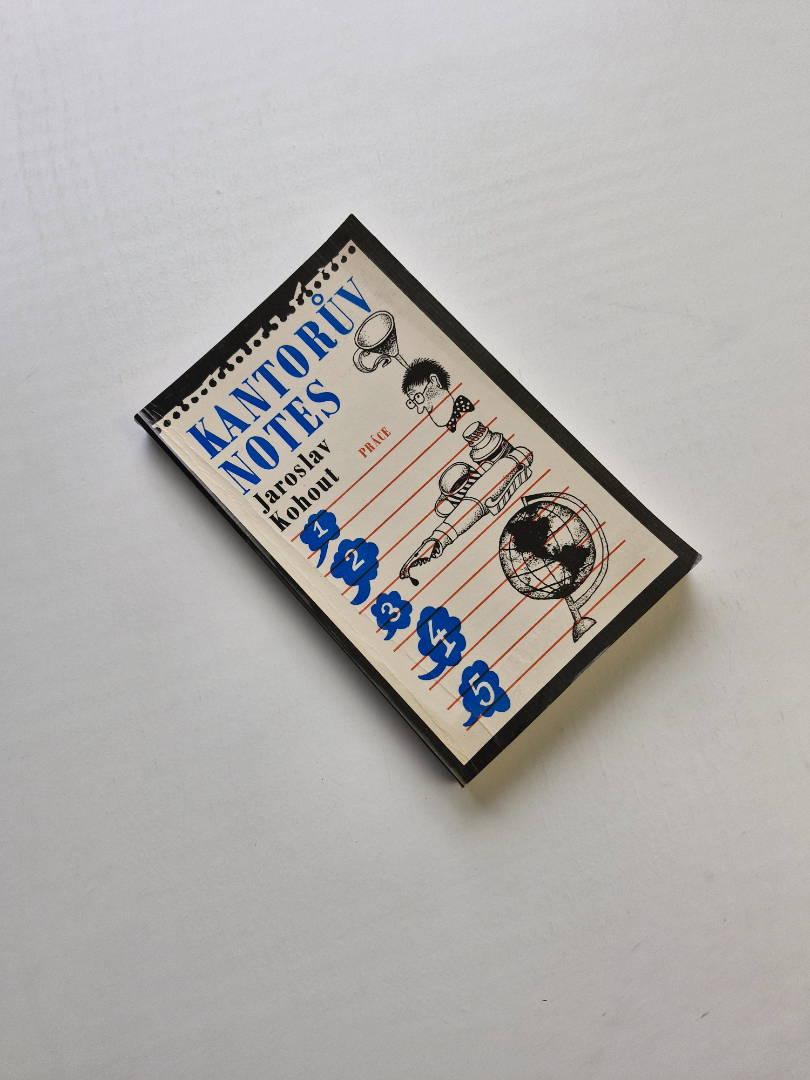 KANTORŮV
NOTES
Jaroslav
Kohout
PRÁCE
1
2
3
4
5